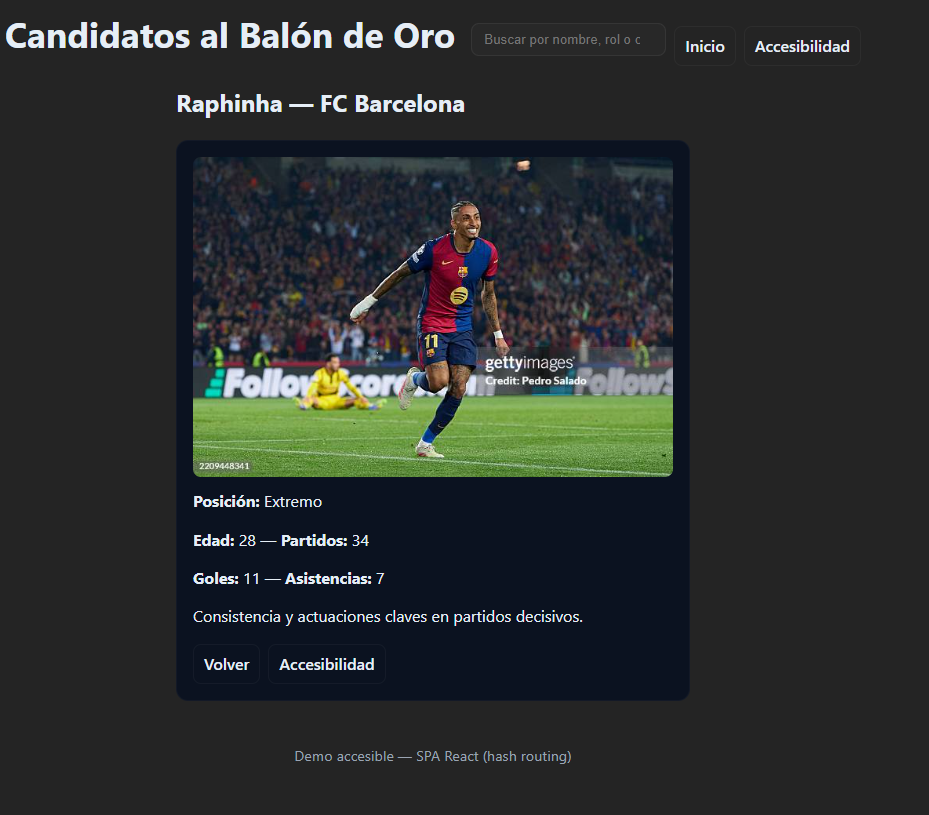 Candidatos al Balón de Oro
Buscar por nombre, rol o c
Inicio
Accesibilidad
Raphinha — FC Barcelona
11
gettyimages®
Credit: Pedro Salado
Follow
Follow
2209448341
Posición: Extremo
Edad: 28 — Partidos: 34
Goles: 11 — Asistencias: 7
Consistencia y actuaciones claves en partidos decisivos.
Volver
Accesibilidad
Demo accesible — SPA React (hash routing)